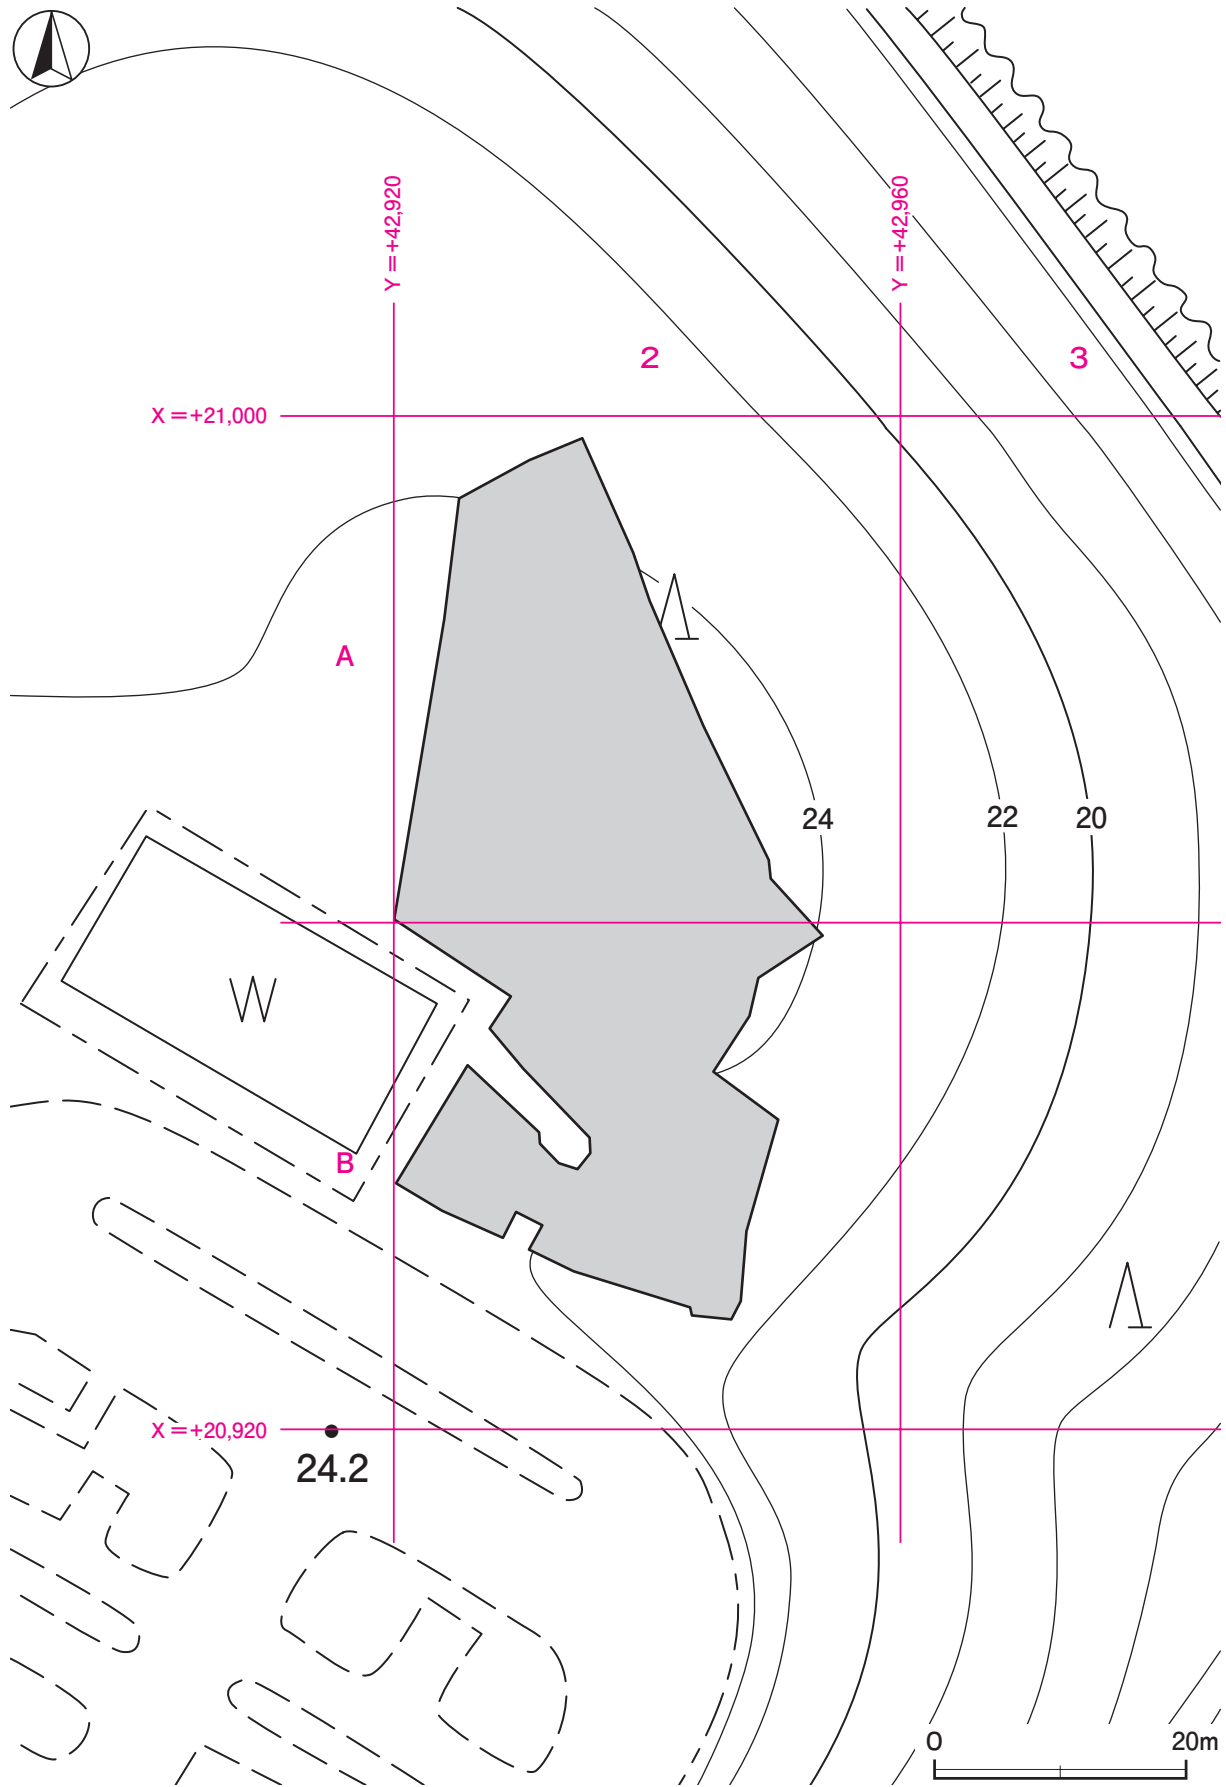 Y =+42,920
Y =+42,960
2
3
X =+21,000
A
24
22
20
W
B
X =+20,920
24.2
0
20m